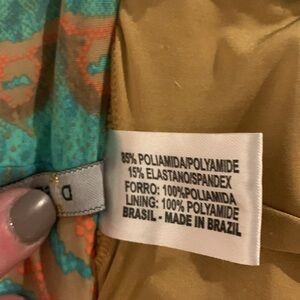 85% POLIAMIDA/POLYAMIDE
15% ELASTANO/SPANDEX
FORRO: 100%POLIAMIDA
LINING: 100% POLYAMIDE
BRASIL - MADE IN BRAZIL